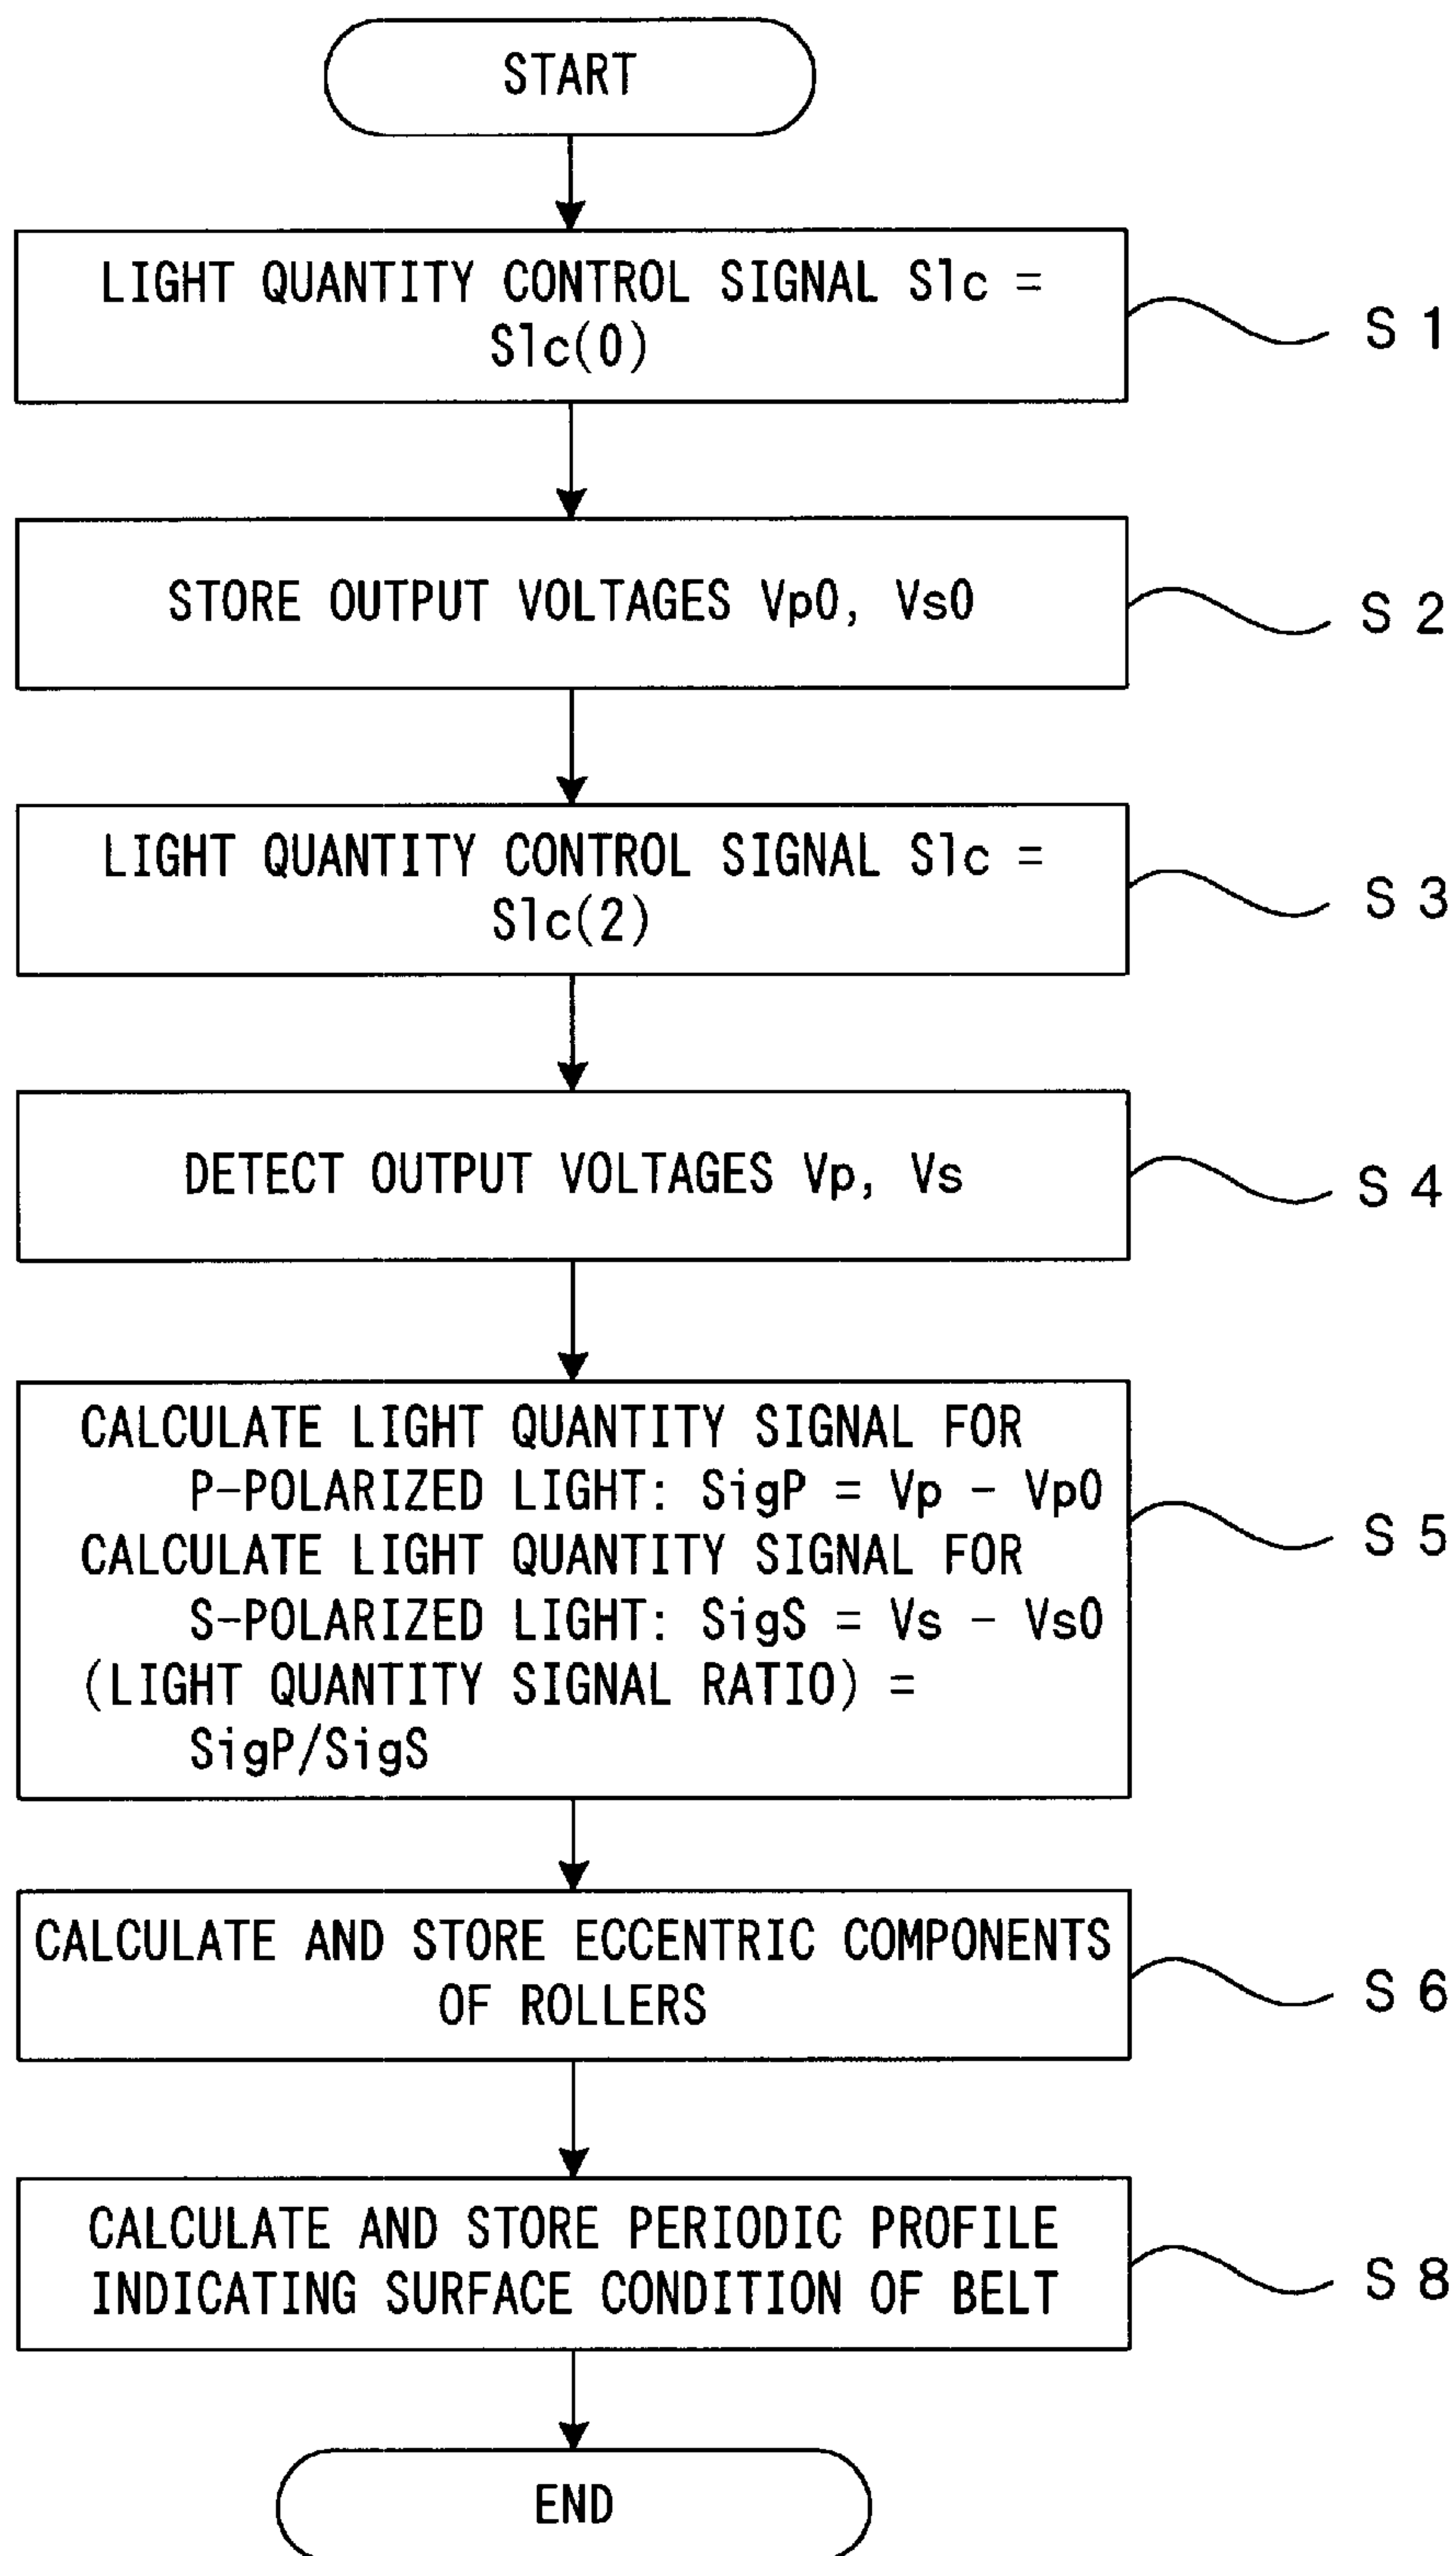 START
LIGHT QUANTITY CONTROL SIGNAL Slc =
Slc(0)
S 1
STORE OUTPUT VOLTAGES Vp0, Vs0
S 2
LIGHT QUANTITY CONTROL SIGNAL Slc =
Slc(2)
S 3
DETECT OUTPUT VOLTAGES Vp, Vs
S 4
CALCULATE LIGHT QUANTITY SIGNAL FOR
P-POLARIZED LIGHT: SigP = Vp - Vp0
CALCULATE LIGHT QUANTITY SIGNAL FOR
S-POLARIZED LIGHT: SigS = Vs - Vs0
(LIGHT QUANTITY SIGNAL RATIO) =
SigP/SigS
S 5
CALCULATE AND STORE ECCENTRIC COMPONENTS
OF ROLLERS
S 6
CALCULATE AND STORE PERIODIC PROFILE
INDICATING SURFACE CONDITION OF BELT
S 8
END